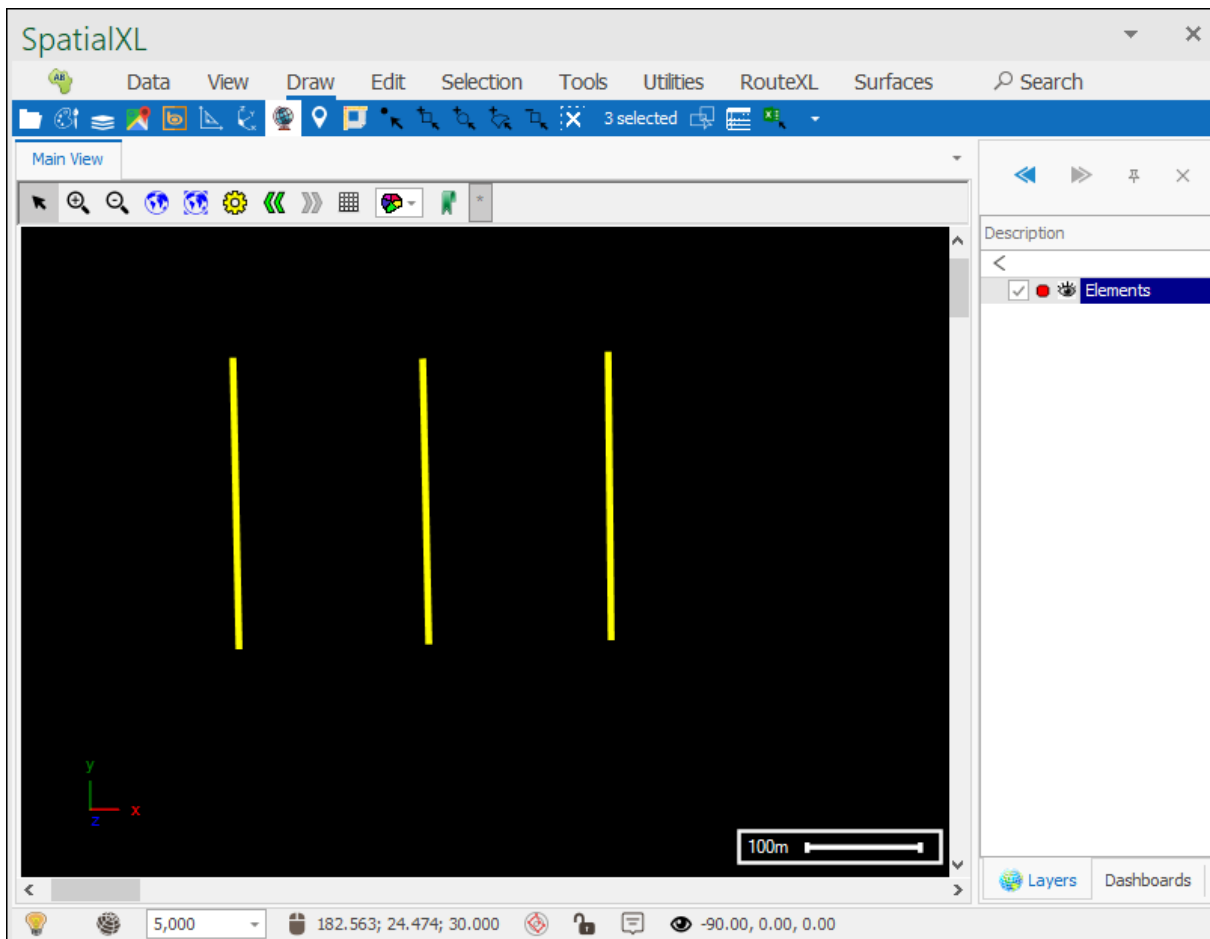 SpatialXL
AB Data View Draw Edit Selection Tools Utilities RouteXL Surfaces Search
3 selected
Main View
Description
Elements
y
x
z
100m
Layers Dashboards
5,000 182.563; 24.474; 30.000 -90.00, 0.00, 0.00